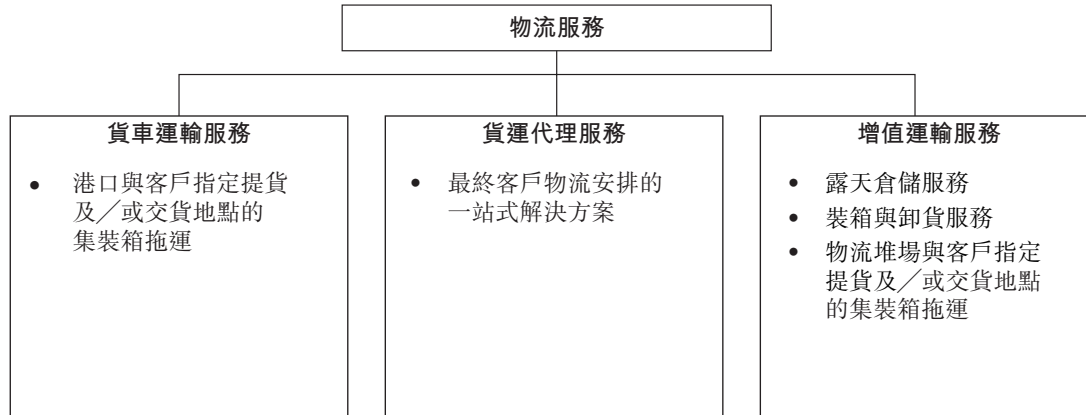 物流服務
貨車運輸服務
• 港口與客戶指定提貨
及╱或交貨地點的
集裝箱拖運
貨運代理服務
• 最終客戶物流安排的
一站式解決方案
增值運輸服務
• 露天倉儲服務
• 裝箱與卸貨服務
• 物流堆場與客戶指定
提貨及╱或交貨地點
的集裝箱拖運